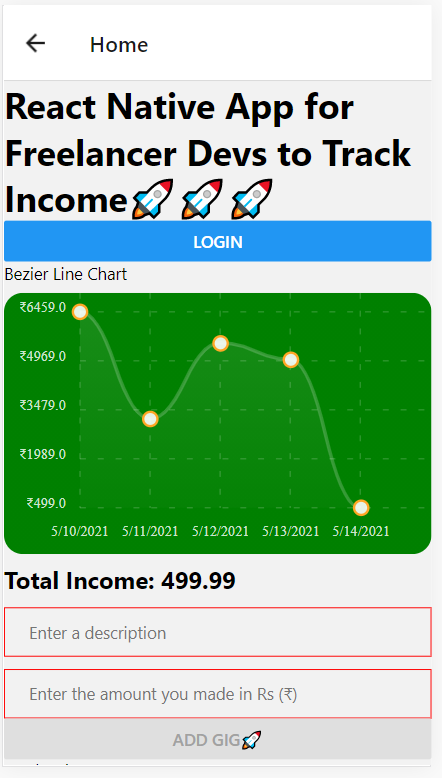 Home
React Native App for
Freelancer Devs to Track
Income🚀🚀🚀
LOGIN
Bezier Line Chart
₹6459.0
₹4969.0
₹3479.0
₹1989.0
₹499.0
5/10/2021 5/11/2021 5/12/2021 5/13/2021 5/14/2021
Total Income: 499.99
Enter a description
Enter the amount you made in Rs (₹)
ADD GIG🚀